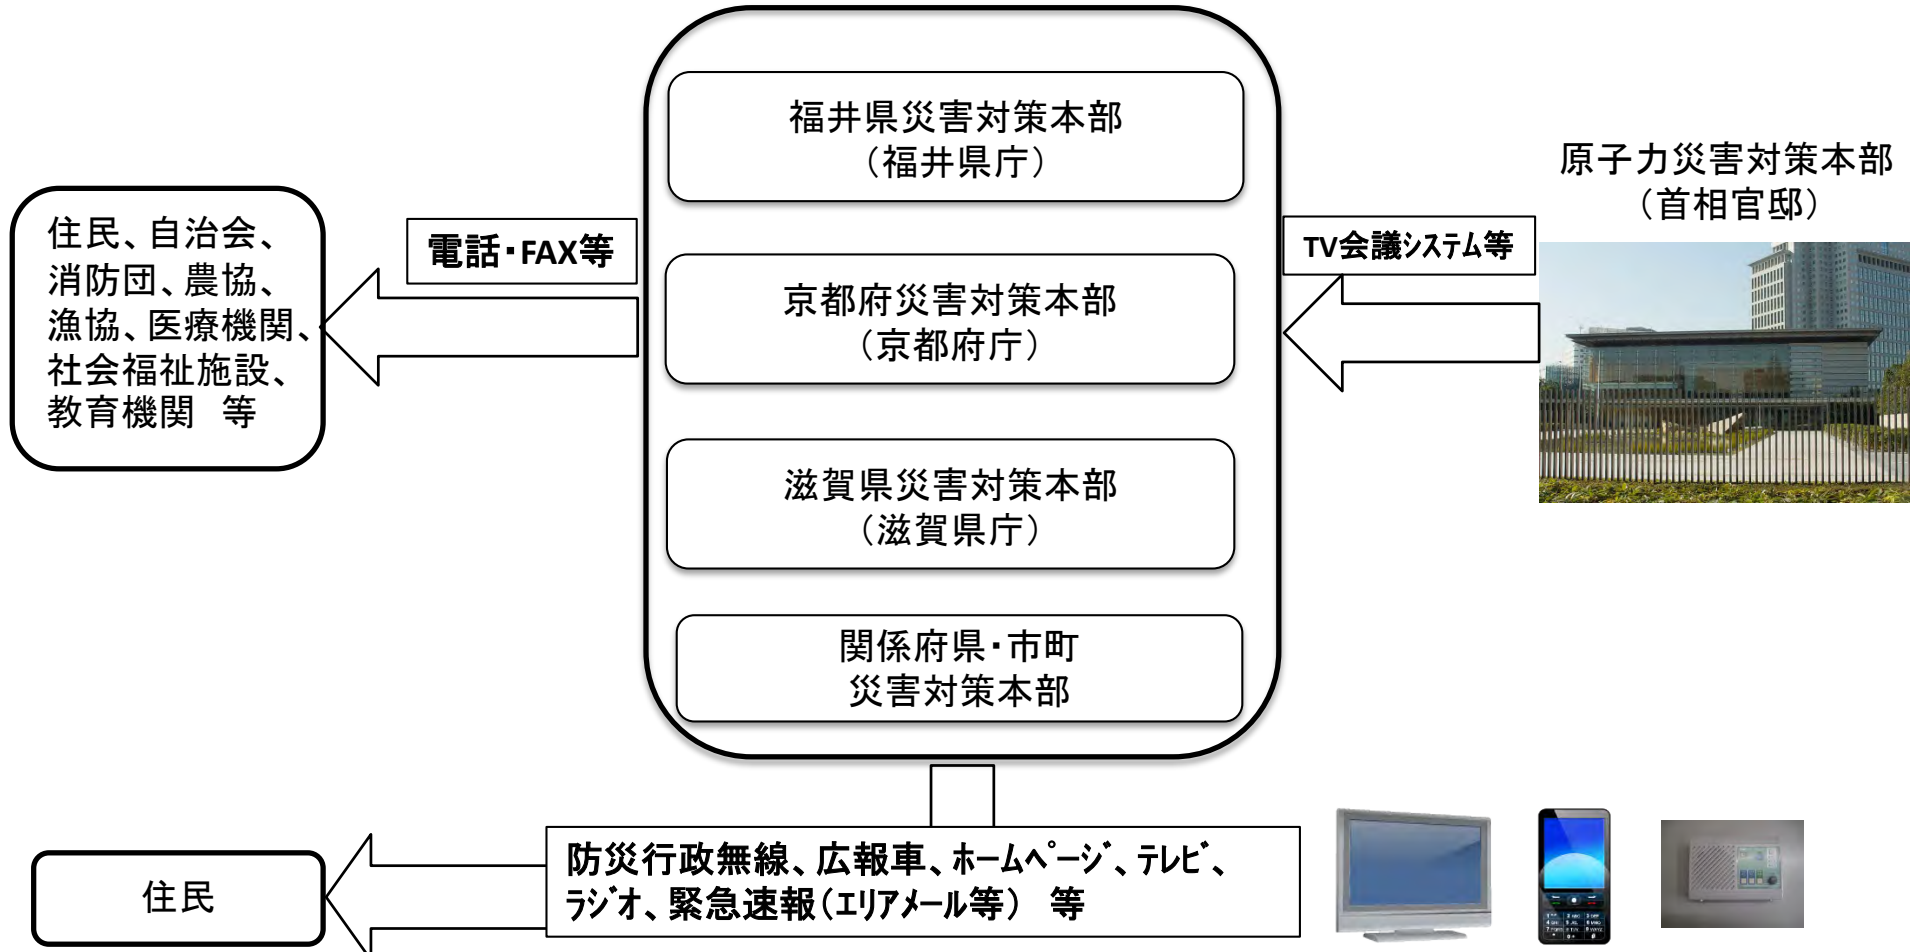 福井県災害対策本部
（福井県庁）
原子力災害対策本部
（首相官邸）
住民、自治会、
消防団、農協、
漁協、医療機関、
社会福祉施設、
教育機関　等
電話・FAX等
TV会議システム等
京都府災害対策本部
（京都府庁）
滋賀県災害対策本部
（滋賀県庁）
関係府県・市町
災害対策本部
防災行政無線、広報車、ホームページ、テレビ、
ラジオ、緊急速報（エリアメール等）　等
住民